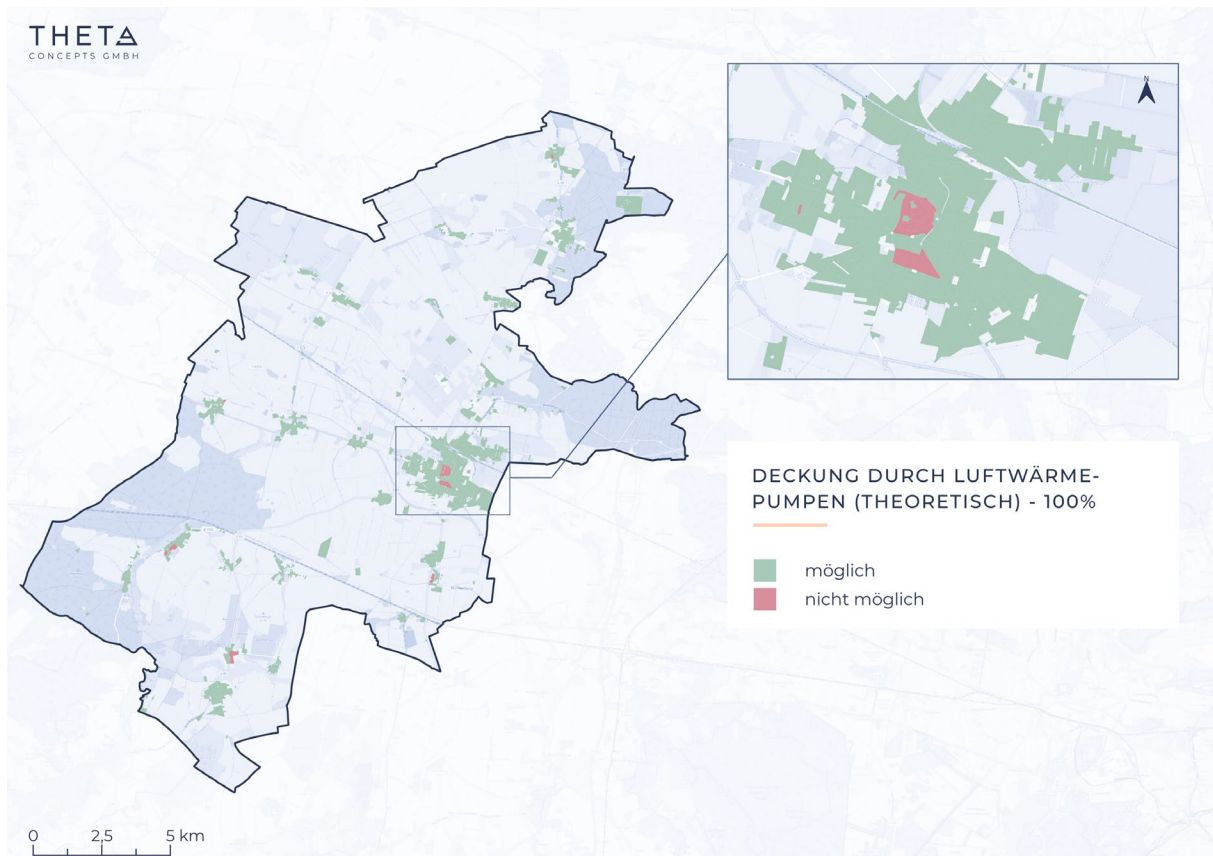 THETA
CONCEPTS GMBH
N
DECKUNG DURCH LUFTWÄRME-
PUMPEN (THEORETISCH) - 100%
möglich
nicht möglich
0 2,5 5 km